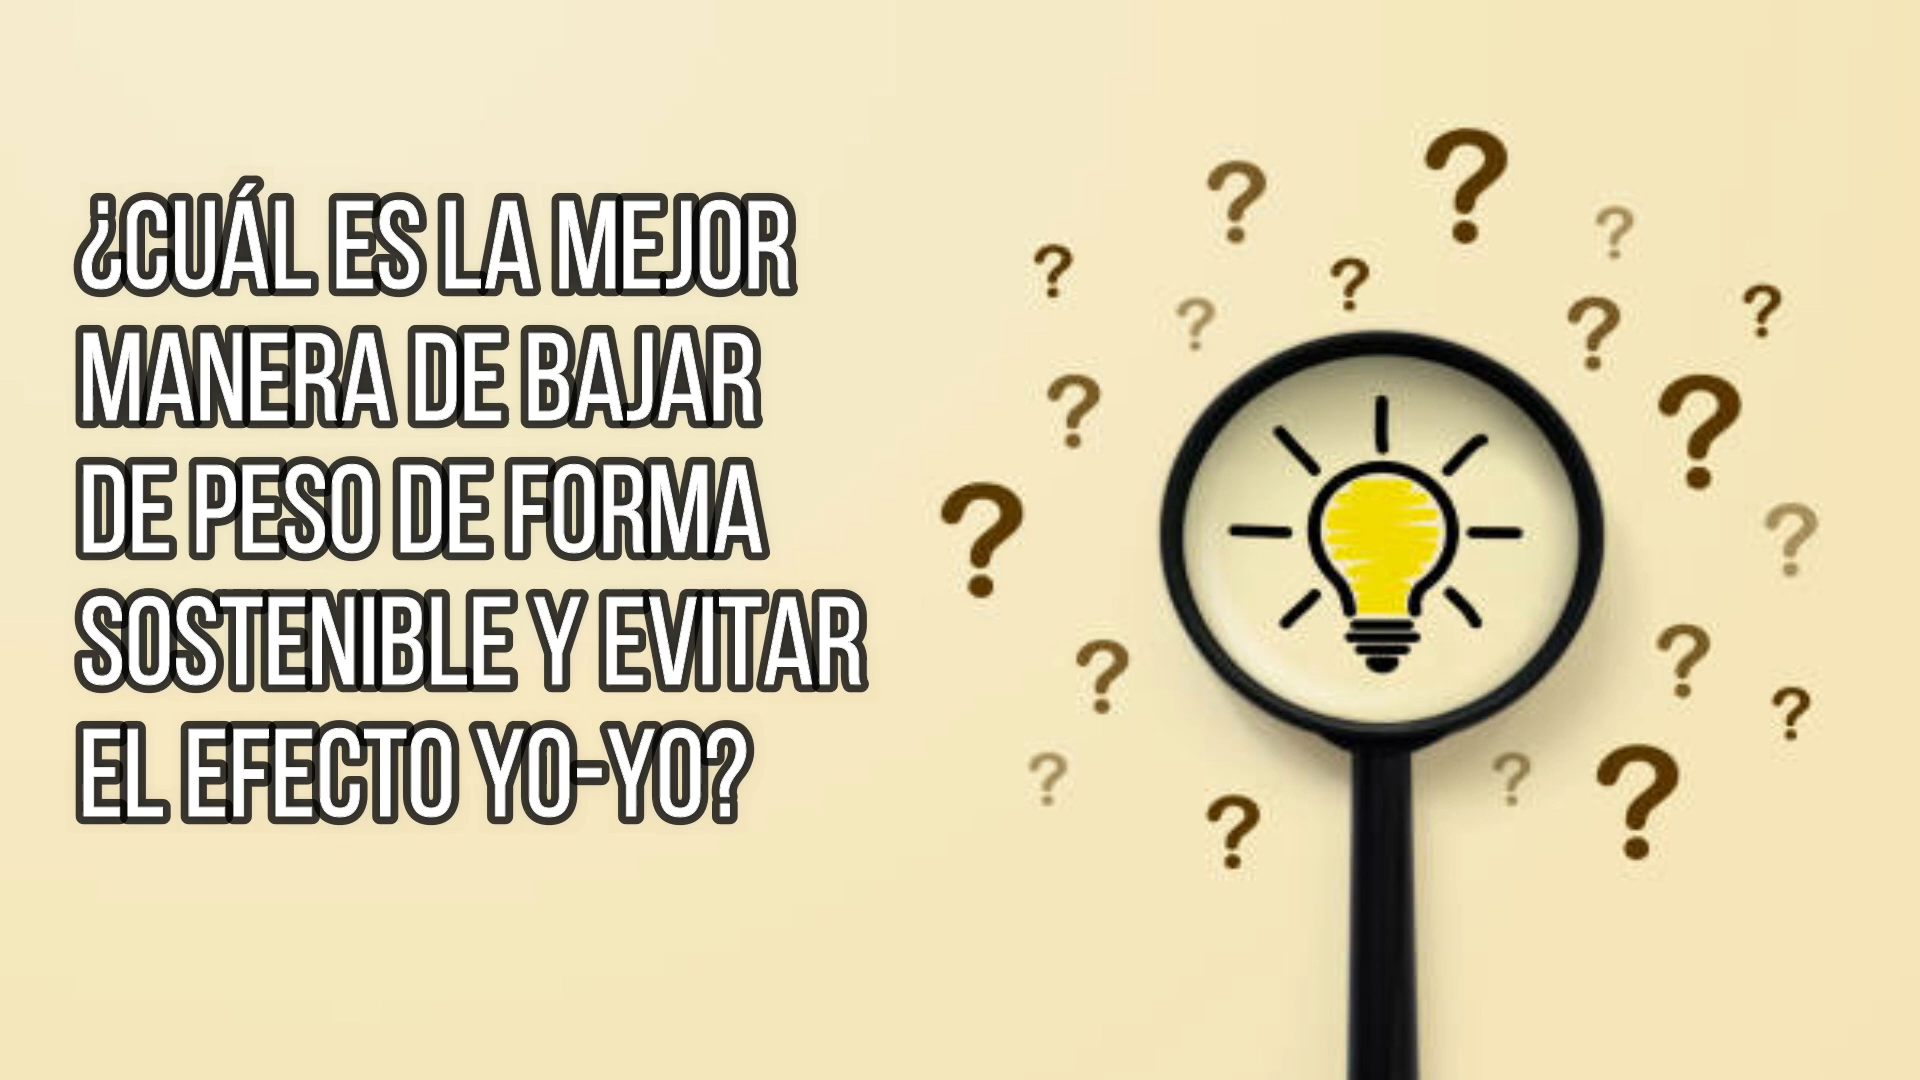 ¿CUÁL ES LA MEJOR
MANERA DE BAJAR
DE PESO DE FORMA
SOSTENIBLE Y EVITAR
EL EFECTO YO-YO?